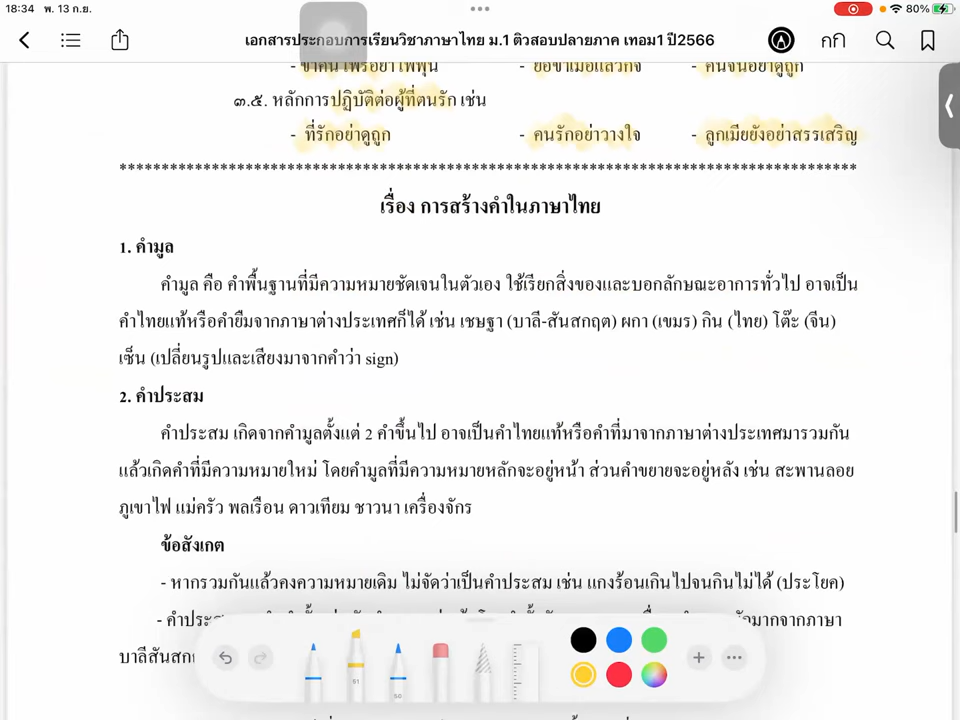 18:34 พ. 13 ก.ย.
80%
เอกสารประกอบการเรียนวิชาภาษาไทย ม.1 ติวสอบปลายภาค เทอม1 ปี2566
กก
๓.๕. หลักการปฏิบัติต่อผู้ที่ตนรัก เช่น
- ที่รักอย่าดูถูก - คนรักอย่าวางใจ - ลูกเมียยังอย่าสรรเสริญ
******************************************************************************************
เรื่อง การสร้างคำในภาษาไทย
1. คำมูล
คำมูล คือ คำพื้นฐานที่มีความหมายชัดเจนในตัวเอง ใช้เรียกสิ่งของและบอกลักษณะอาการทั่วไป อาจเป็น
คำไทยแท้หรือคำยืมจากภาษาต่างประเทศก็ได้ เช่น เชษฐา (บาลี-สันสกฤต) ผกา (เขมร) กิน (ไทย) โต๊ะ (จีน)
เซ็น (เปลี่ยนรูปและเสียงมาจากคำว่า sign)
2. คำประสม
คำประสม เกิดจากคำมูลตั้งแต่ 2 คำขึ้นไป อาจเป็นคำไทยแท้หรือคำที่มาจากภาษาต่างประเทศมารวมกัน
แล้วเกิดคำที่มีความหมายใหม่ โดยคำมูลที่มีความหมายหลักจะอยู่หน้า ส่วนคำขยายจะอยู่หลัง เช่น สะพานลอย
ภูเขาไฟ แม่ครัว พลเรือน ดาวเทียม ชาวนา เครื่องจักร
ข้อสังเกต
- หากรวมกันแล้วคงความหมายเดิม ไม่จัดว่าเป็นคำประสม เช่น แกงร้อนเกินไปจนกินไม่ได้ (ประโยค)
- มากจากภาษา
51
50